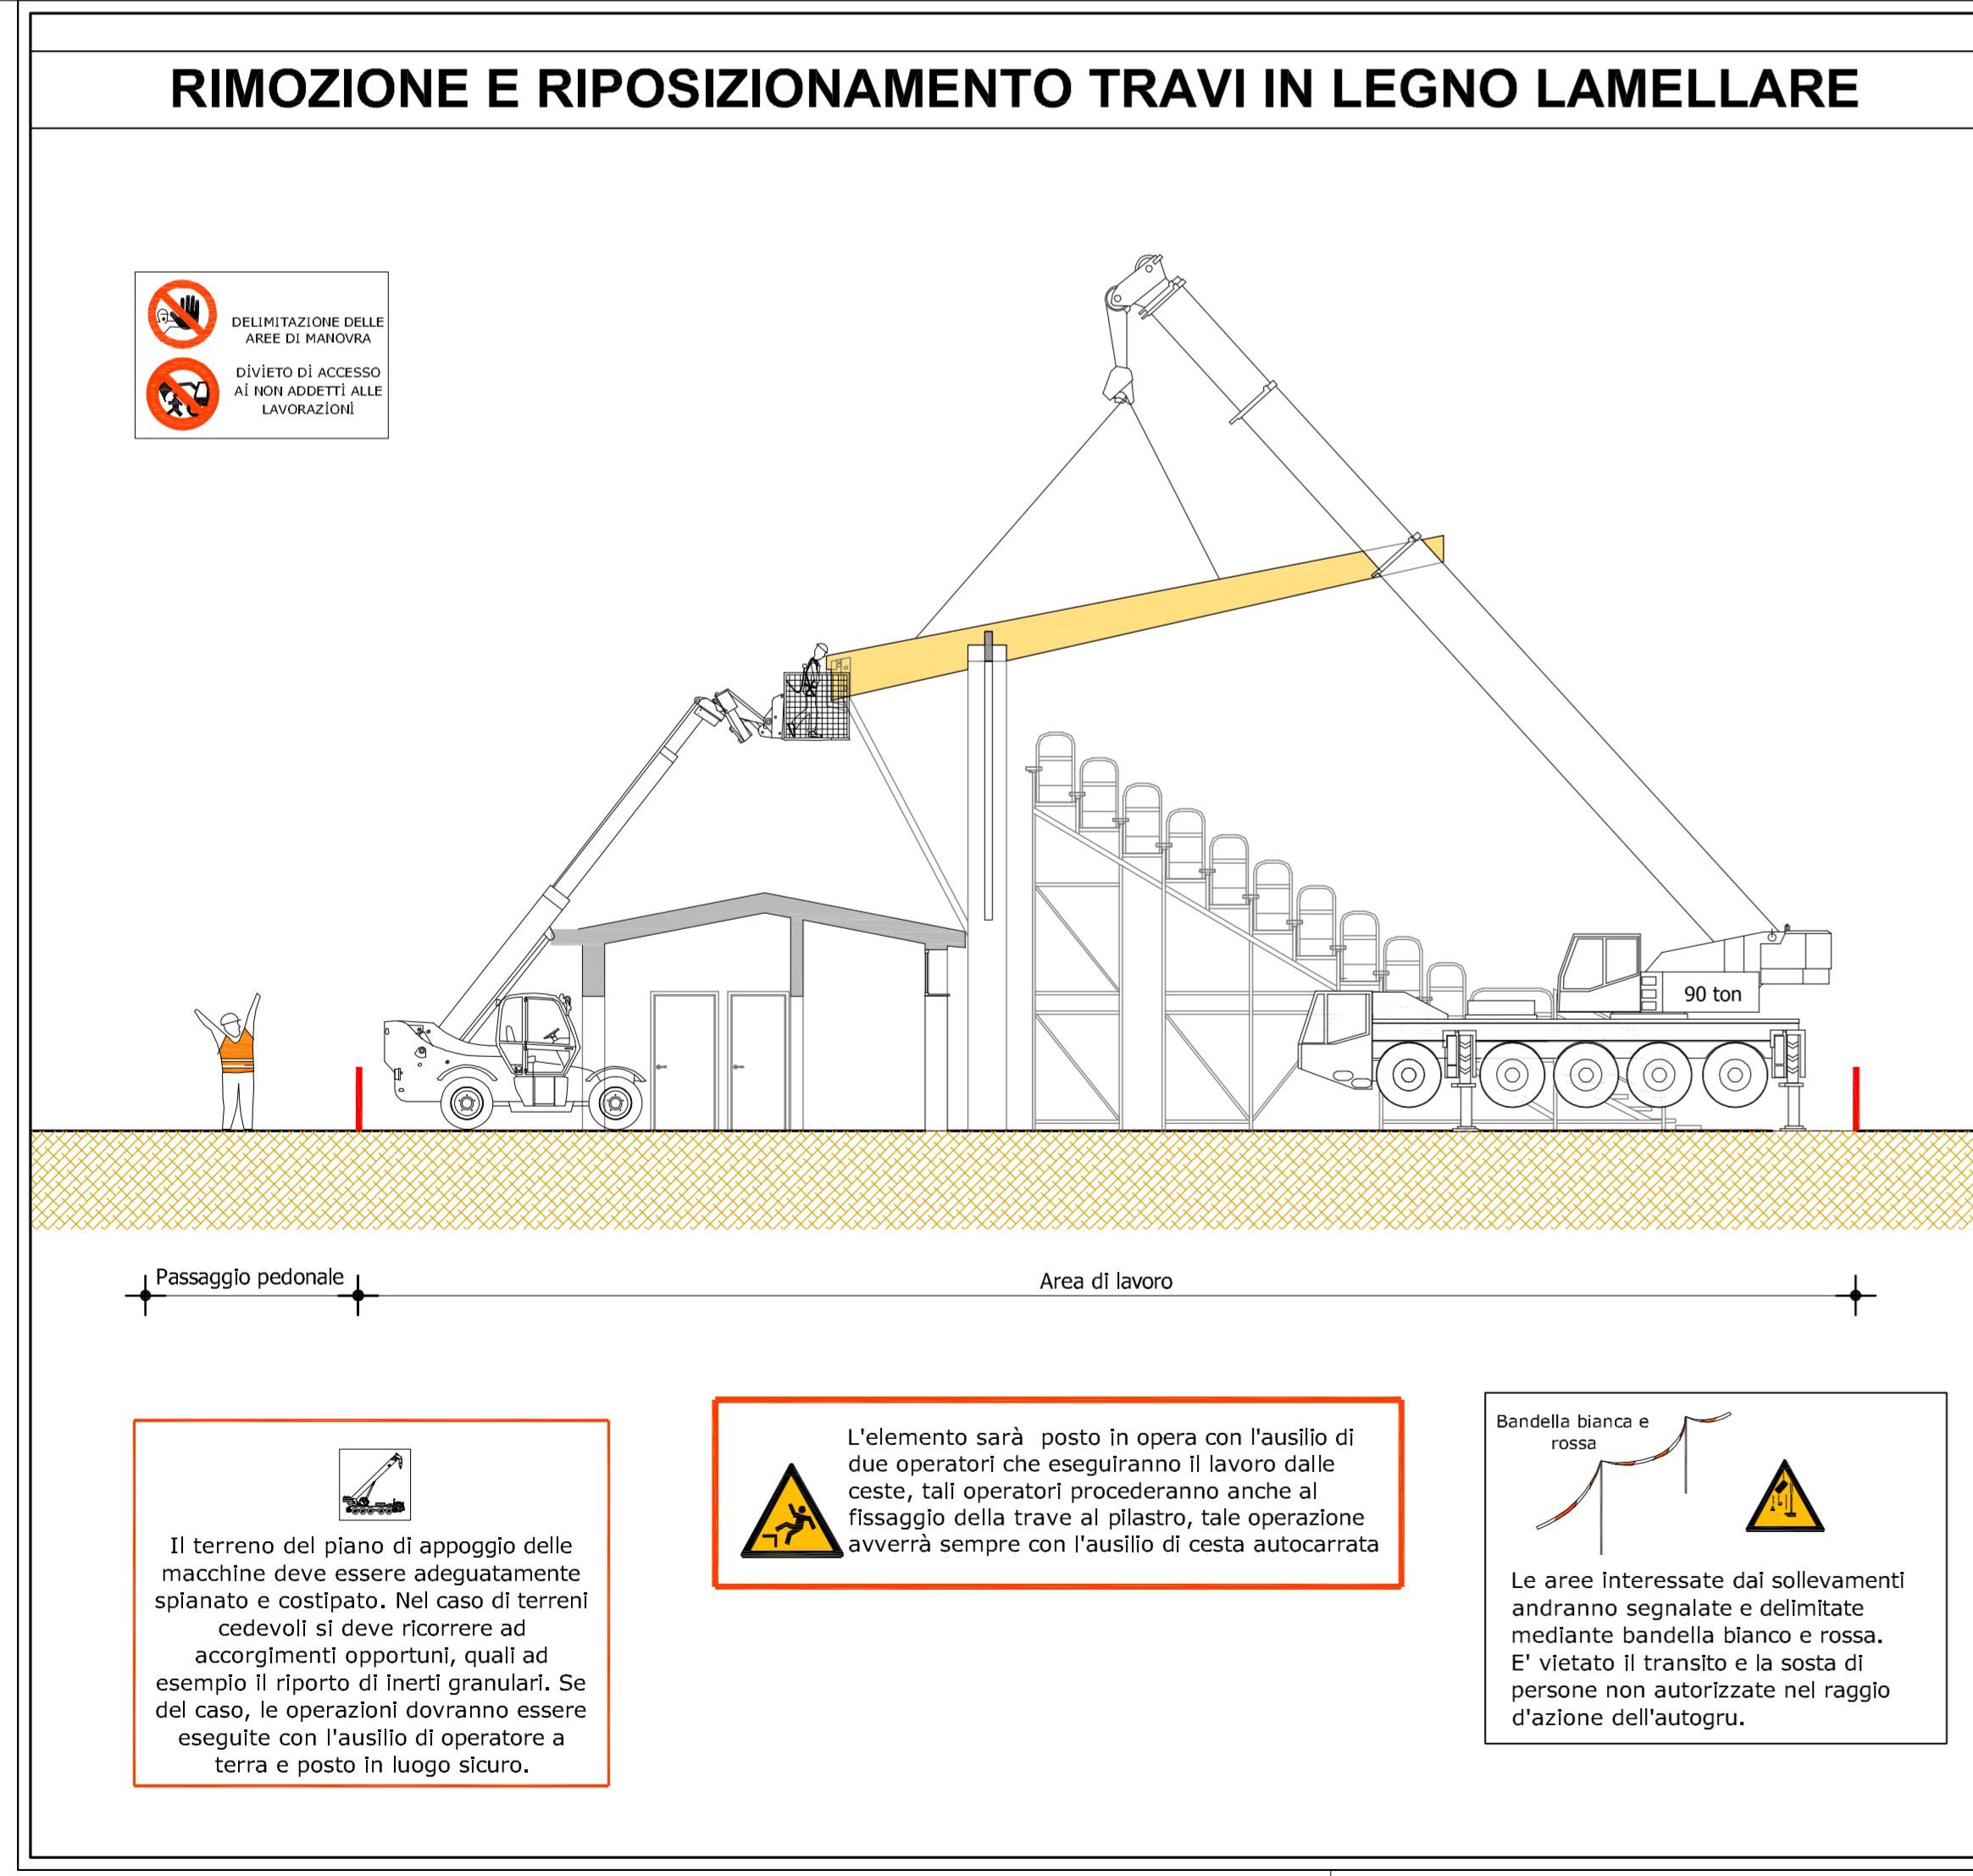 RIMOZIONE E RIPOSIZIONAMENTO TRAVI IN LEGNO LAMELLARE
DELIMITAZIONE DELLE
AREE DI MANOVRA
DİVİETO Dİ ACCESSO
Aİ NON ADDETTİ ALLE
LAVORAZİONİ
90 ton
Passaggio pedonale
Area di lavoro
Il terreno del piano di appoggio delle
macchine deve essere adeguatamente
spianato e costipato. Nel caso di terreni
cedevoli si deve ricorrere ad
accorgimenti opportuni, quali ad
esempio il riporto di inerti granulari. Se
del caso, le operazioni dovranno essere
eseguite con l'ausilio di operatore a
terra e posto in luogo sicuro.
L'elemento sarà posto in opera con l'ausilio di
due operatori che eseguiranno il lavoro dalle
ceste, tali operatori procederanno anche al
fissaggio della trave al pilastro, tale operazione
avverrà sempre con l'ausilio di cesta autocarrata
Bandella bianca e
rossa
Le aree interessate dai sollevamenti
andranno segnalate e delimitate
mediante bandella bianco e rossa.
E' vietato il transito e la sosta di
persone non autorizzate nel raggio
d'azione dell'autogru.